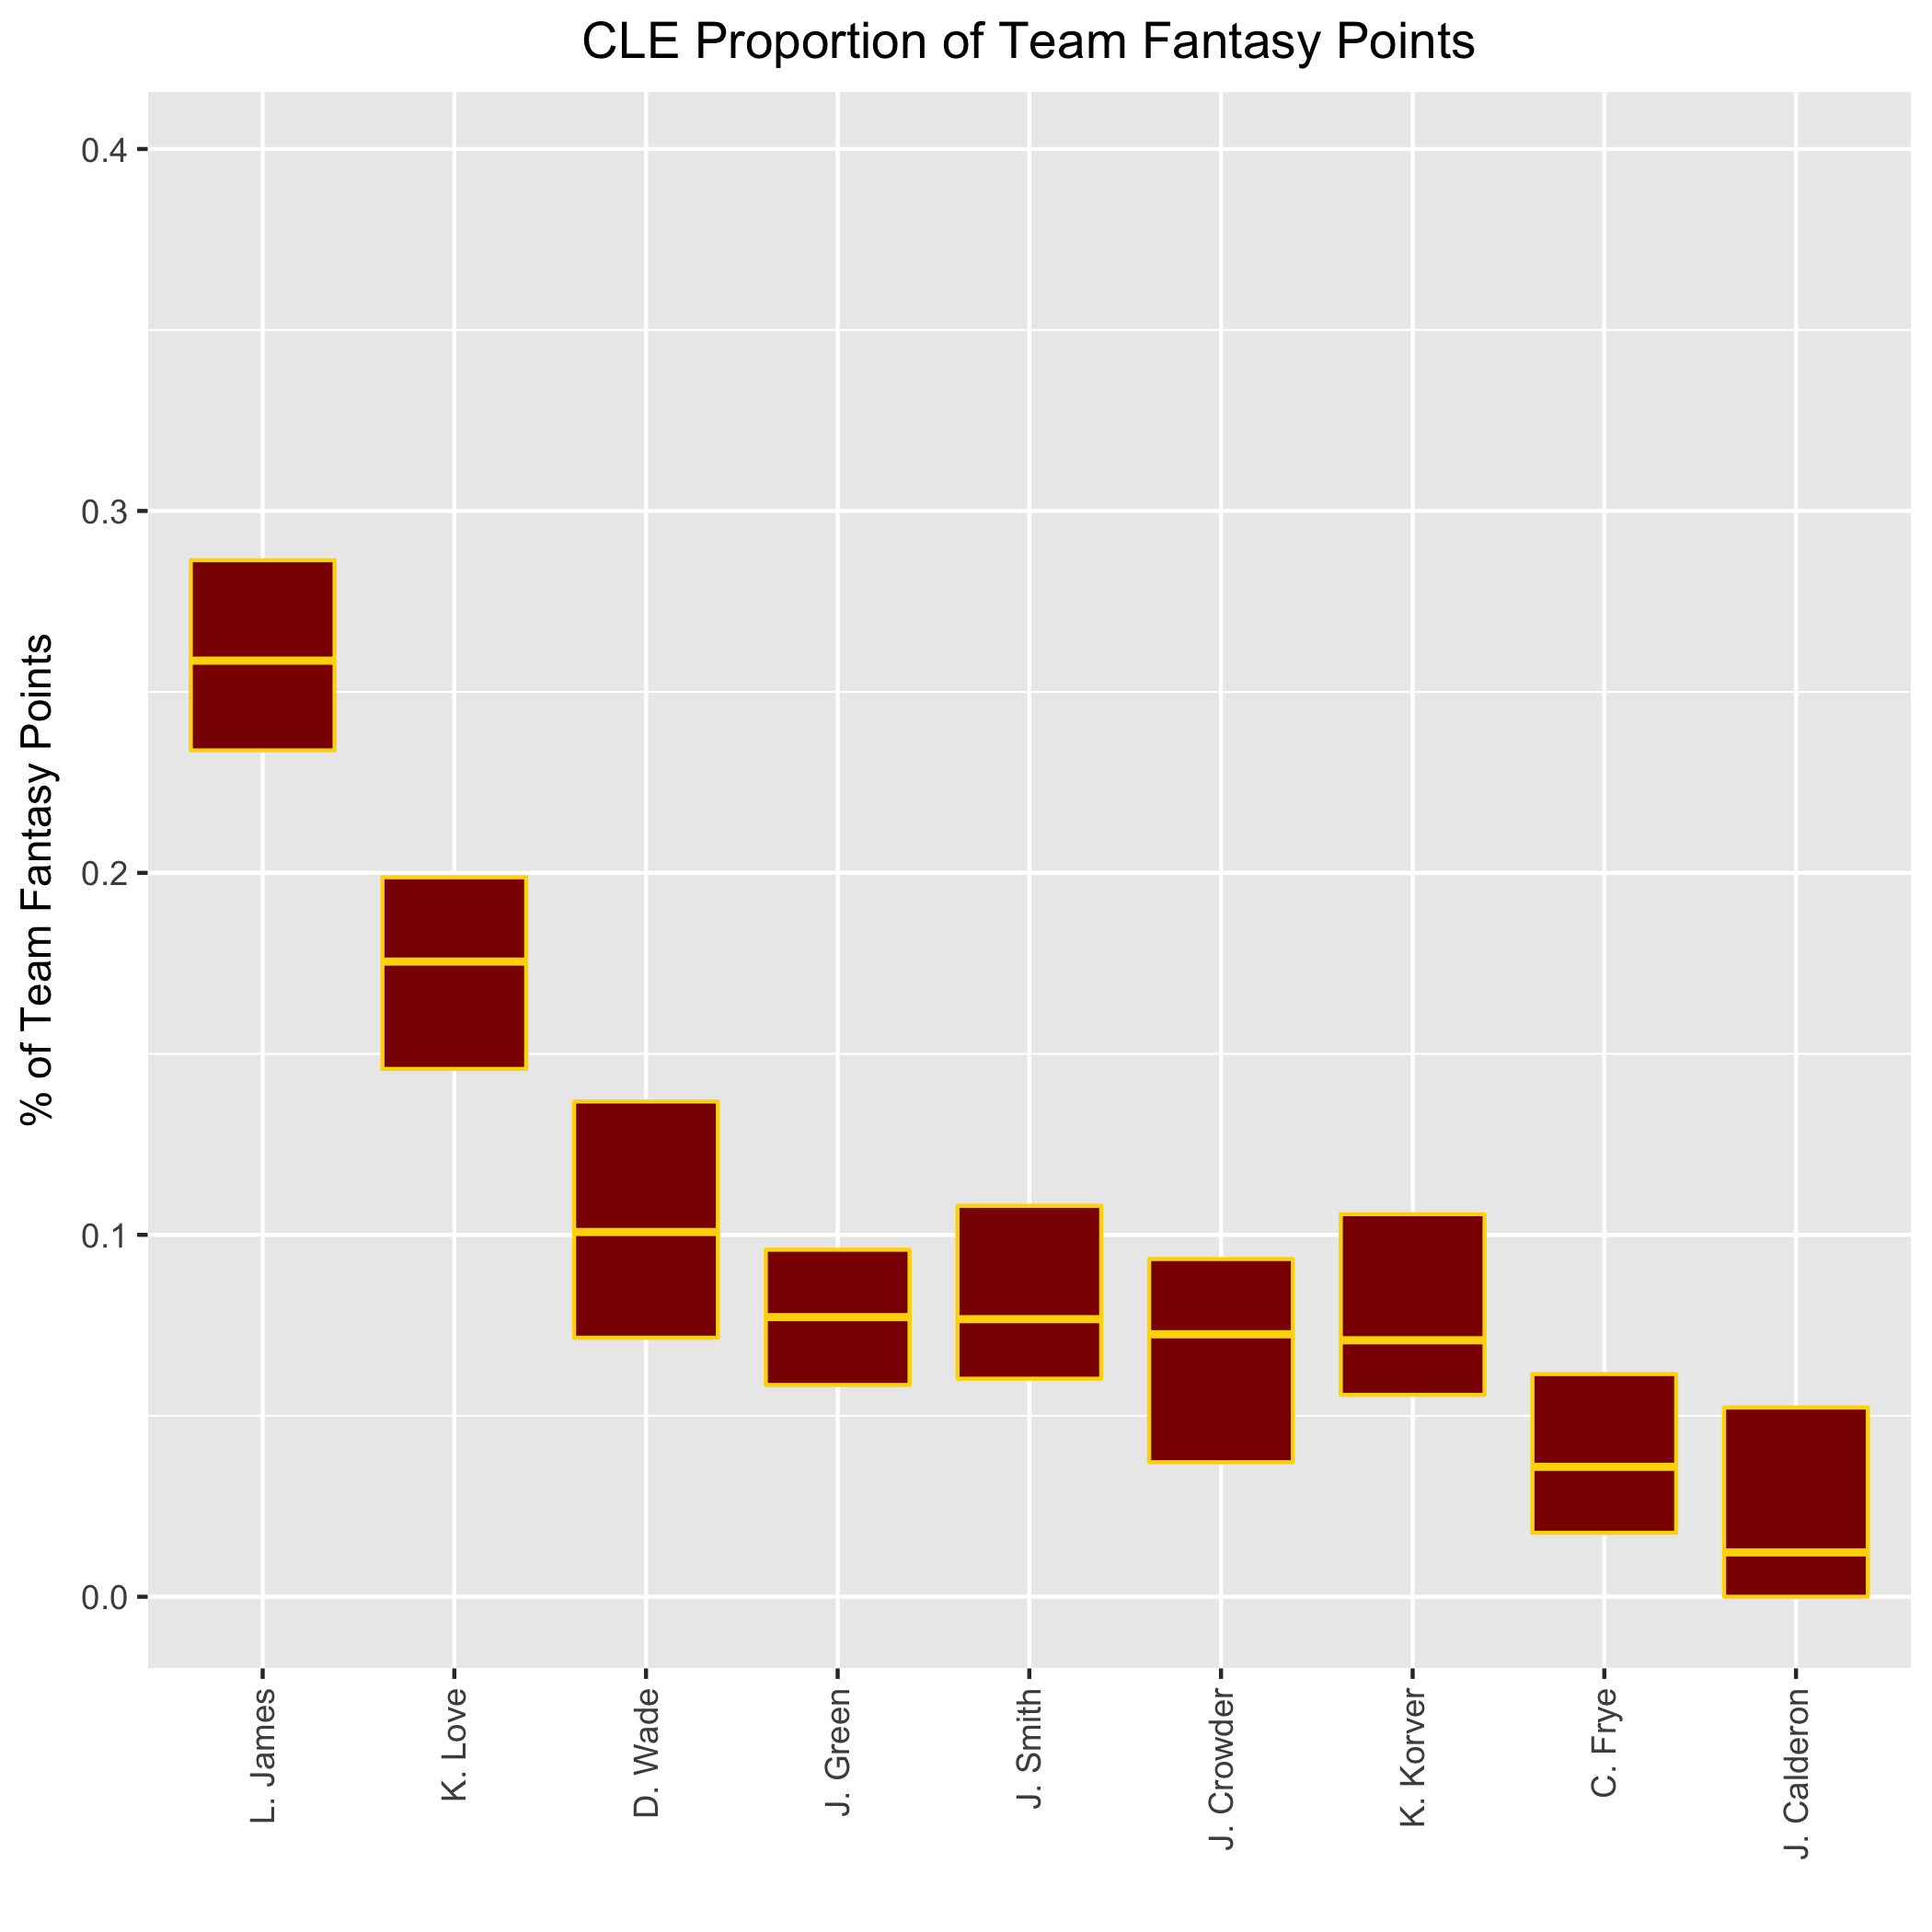 CLE Proportion of Team Fantasy Points
% of Team Fantasy Points
0.4
0.3
0.2
0.1
0.0
L. James
K. Love
D. Wade
J. Green
J. Smith
J. Crowder
K. Korver
C. Frye
J. Calderon